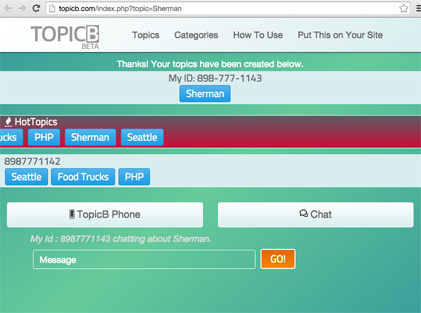 topicb.com/index.php?topic=Sherman
TOPICB
BETA
Topics Categories How To Use Put This on Your Site
Thanks! Your topics have been created below.
My ID: 898-777-1143
Sherman
HotTopics
ucks PHP Sherman Seattle
8987771142
Seattle Food Trucks PHP
TopicB Phone Chat
My Id : 8987771143 chatting about Sherman.
Message GO!